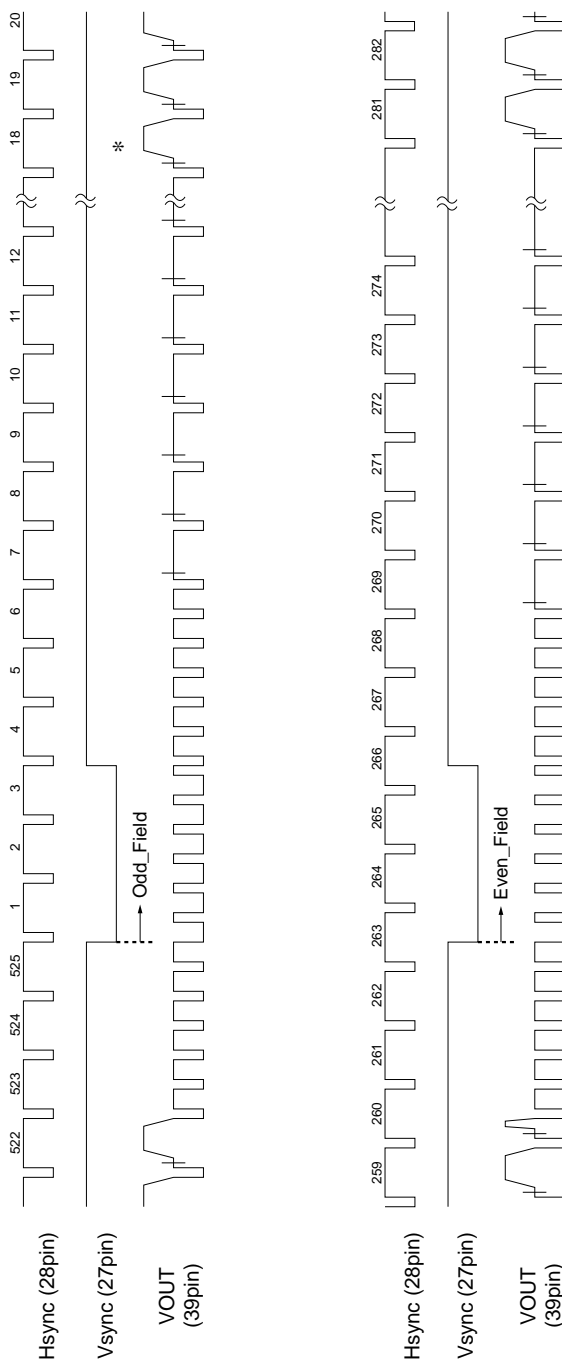 Hsync (28pin)
522 523 524 525 1 2 3 4 5 6 7 8 9 10 11 12 18 19 20
Vsync (27pin)
Odd_Field
*
VOUT
(39pin)
Hsync (28pin)
259 260 261 262 263 264 265 266 267 268 269 270 271 272 273 274 281 282
Vsync (27pin)
Even_Field
VOUT
(39pin)